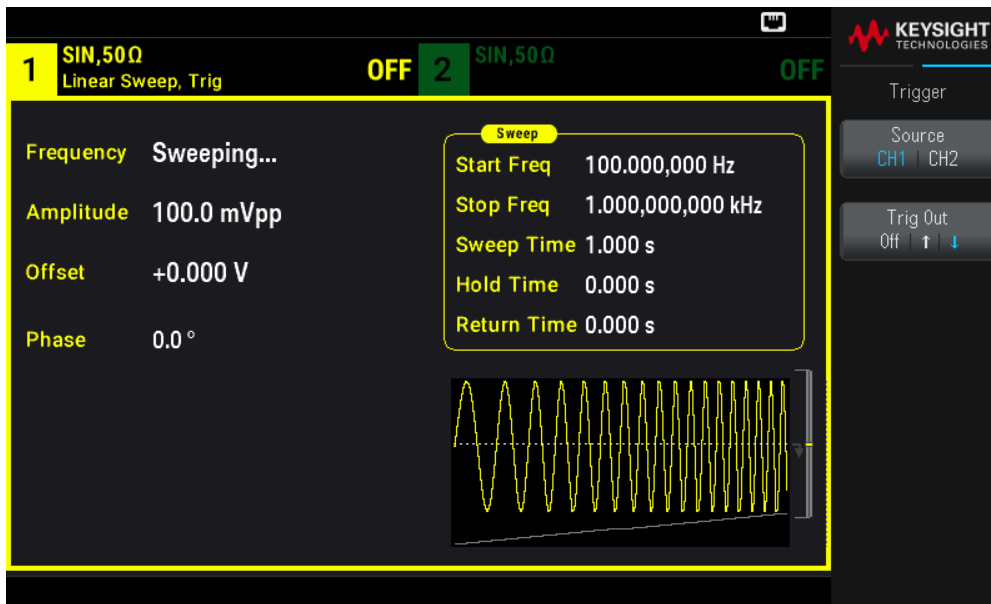 KEYSIGHT
TECHNOLOGIES
1
SIN,50Ω
Linear Sweep, Trig
OFF
2
SIN,50Ω
OFF
Trigger
Source
CH1 | CH2
Trig Out
Off | ↑ | ↓
Frequency Sweeping...
Amplitude 100.0 mVpp
Offset +0.000 V
Phase 0.0 °
Sweep
Start Freq 100.000,000 Hz
Stop Freq 1.000,000,000 kHz
Sweep Time 1.000 s
Hold Time 0.000 s
Return Time 0.000 s